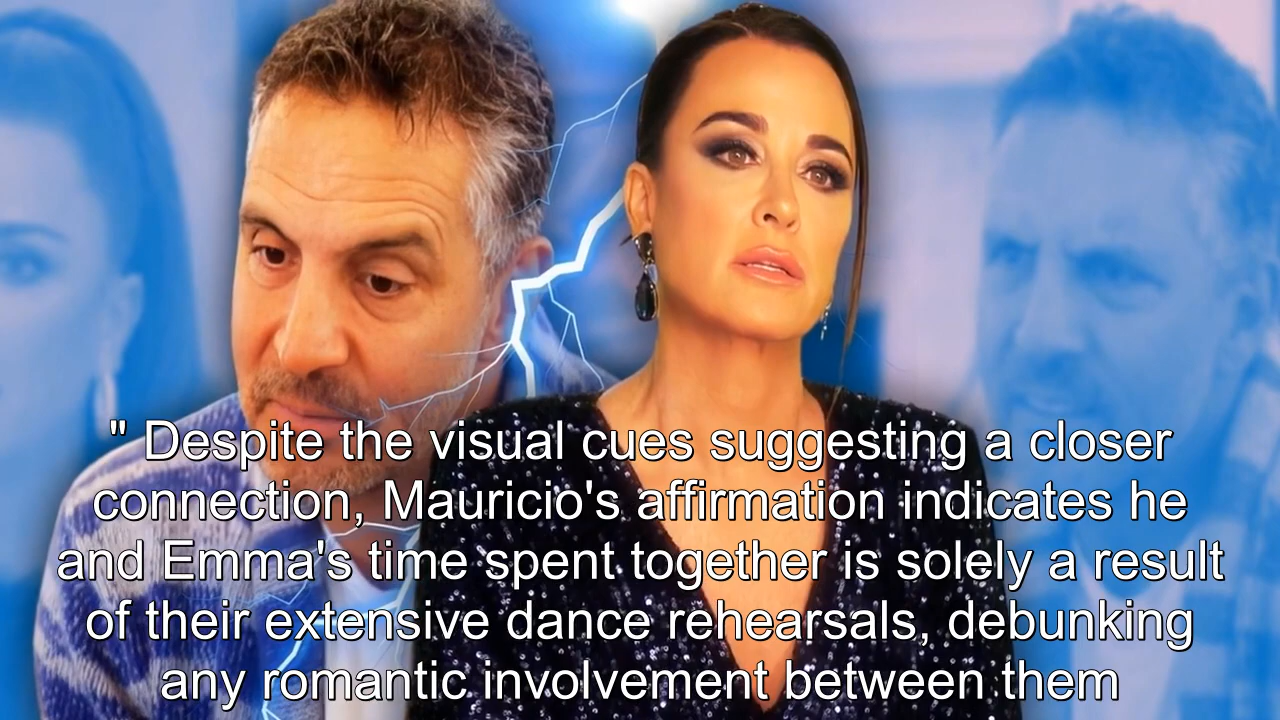 " Despite the visual cues suggesting a closer
connection, Mauricio's affirmation indicates he
and Emma's time spent together is solely a result
of their extensive dance rehearsals, debunking
any romantic involvement between them